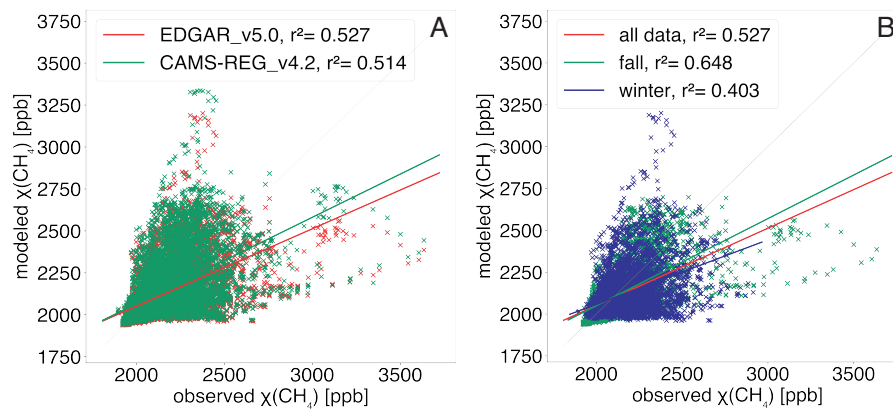 A
EDGAR_v5.0, r²= 0.527
CAMS-REG_v4.2, r²= 0.514
3750
3500
3250
3000
2750
2500
2250
2000
1750
modeled χ(CH₄) [ppb]
2000 2500 3000 3500
observed χ(CH₄) [ppb]
B
all data, r²= 0.527
fall, r²= 0.648
winter, r²= 0.403
3750
3500
3250
3000
2750
2500
2250
2000
1750
modeled χ(CH₄) [ppb]
2000 2500 3000 3500
observed χ(CH₄) [ppb]